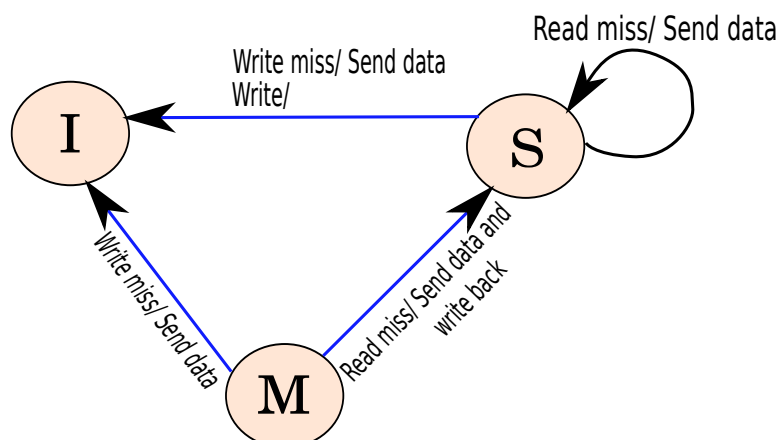 Read miss/ Send data
Write miss/ Send data
Write/
I
S
Write miss/ Send data
Read miss/ Send data and
write back
M